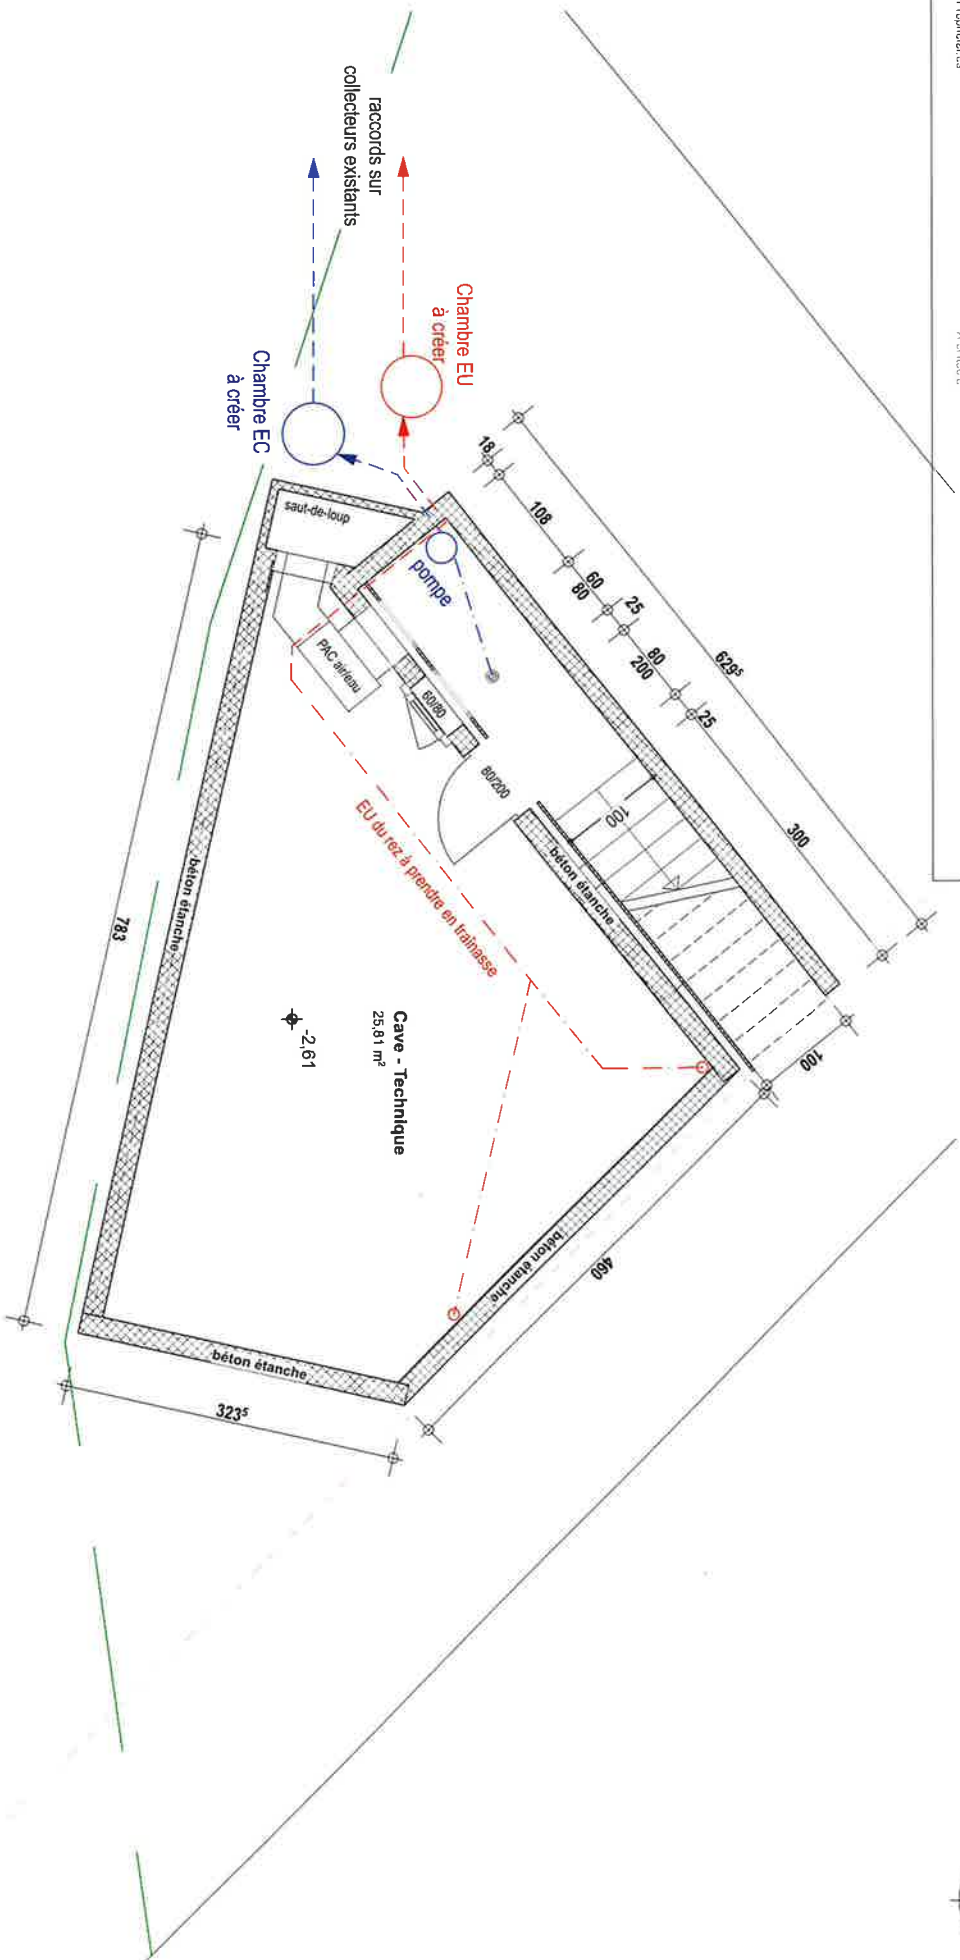 raccords sur
collecteurs existants
Chambre EU
à créer
Chambre EC
à créer
saut-de-loup
pompe
PAC air/eau
60/80
80/200
EU du rez à prendre en traînasse
béton étanche
béton étanche
béton étanche
béton étanche
Cave - Technique
25,81 m²
-2,61
100
18
108
60
80
25
80
200
25
629⁵
300
100
460
323⁵
783